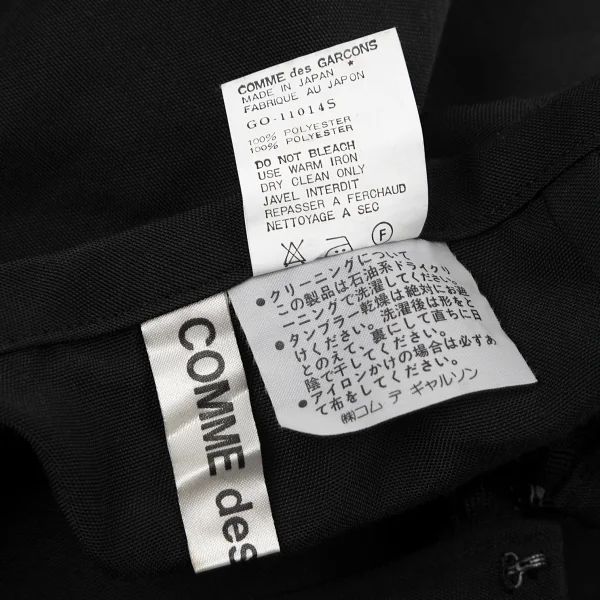 COMME des GARCONS
MADE IN JAPAN *
FABRIQUE AU JAPON
GO-11014S
100% POLYESTER
100% POLYESTER
DO NOT BLEACH
USE WARM IRON
DRY CLEAN ONLY
JAVEL INTERDIT
REPASSER A FERCHAUD
NETTOYAGE A SEC
F
●クリーニングについて
この製品は石油系ドライクリ
ーニングで洗濯してください。
●タンブラー乾燥は絶対にお避
けください。洗濯後は形をと
とのえて、裏にして直ちに日
陰で干してください。
●アイロンかけの場合は必ずあ
て布をしてください。
㈱コム デ ギャルソン
COMME des